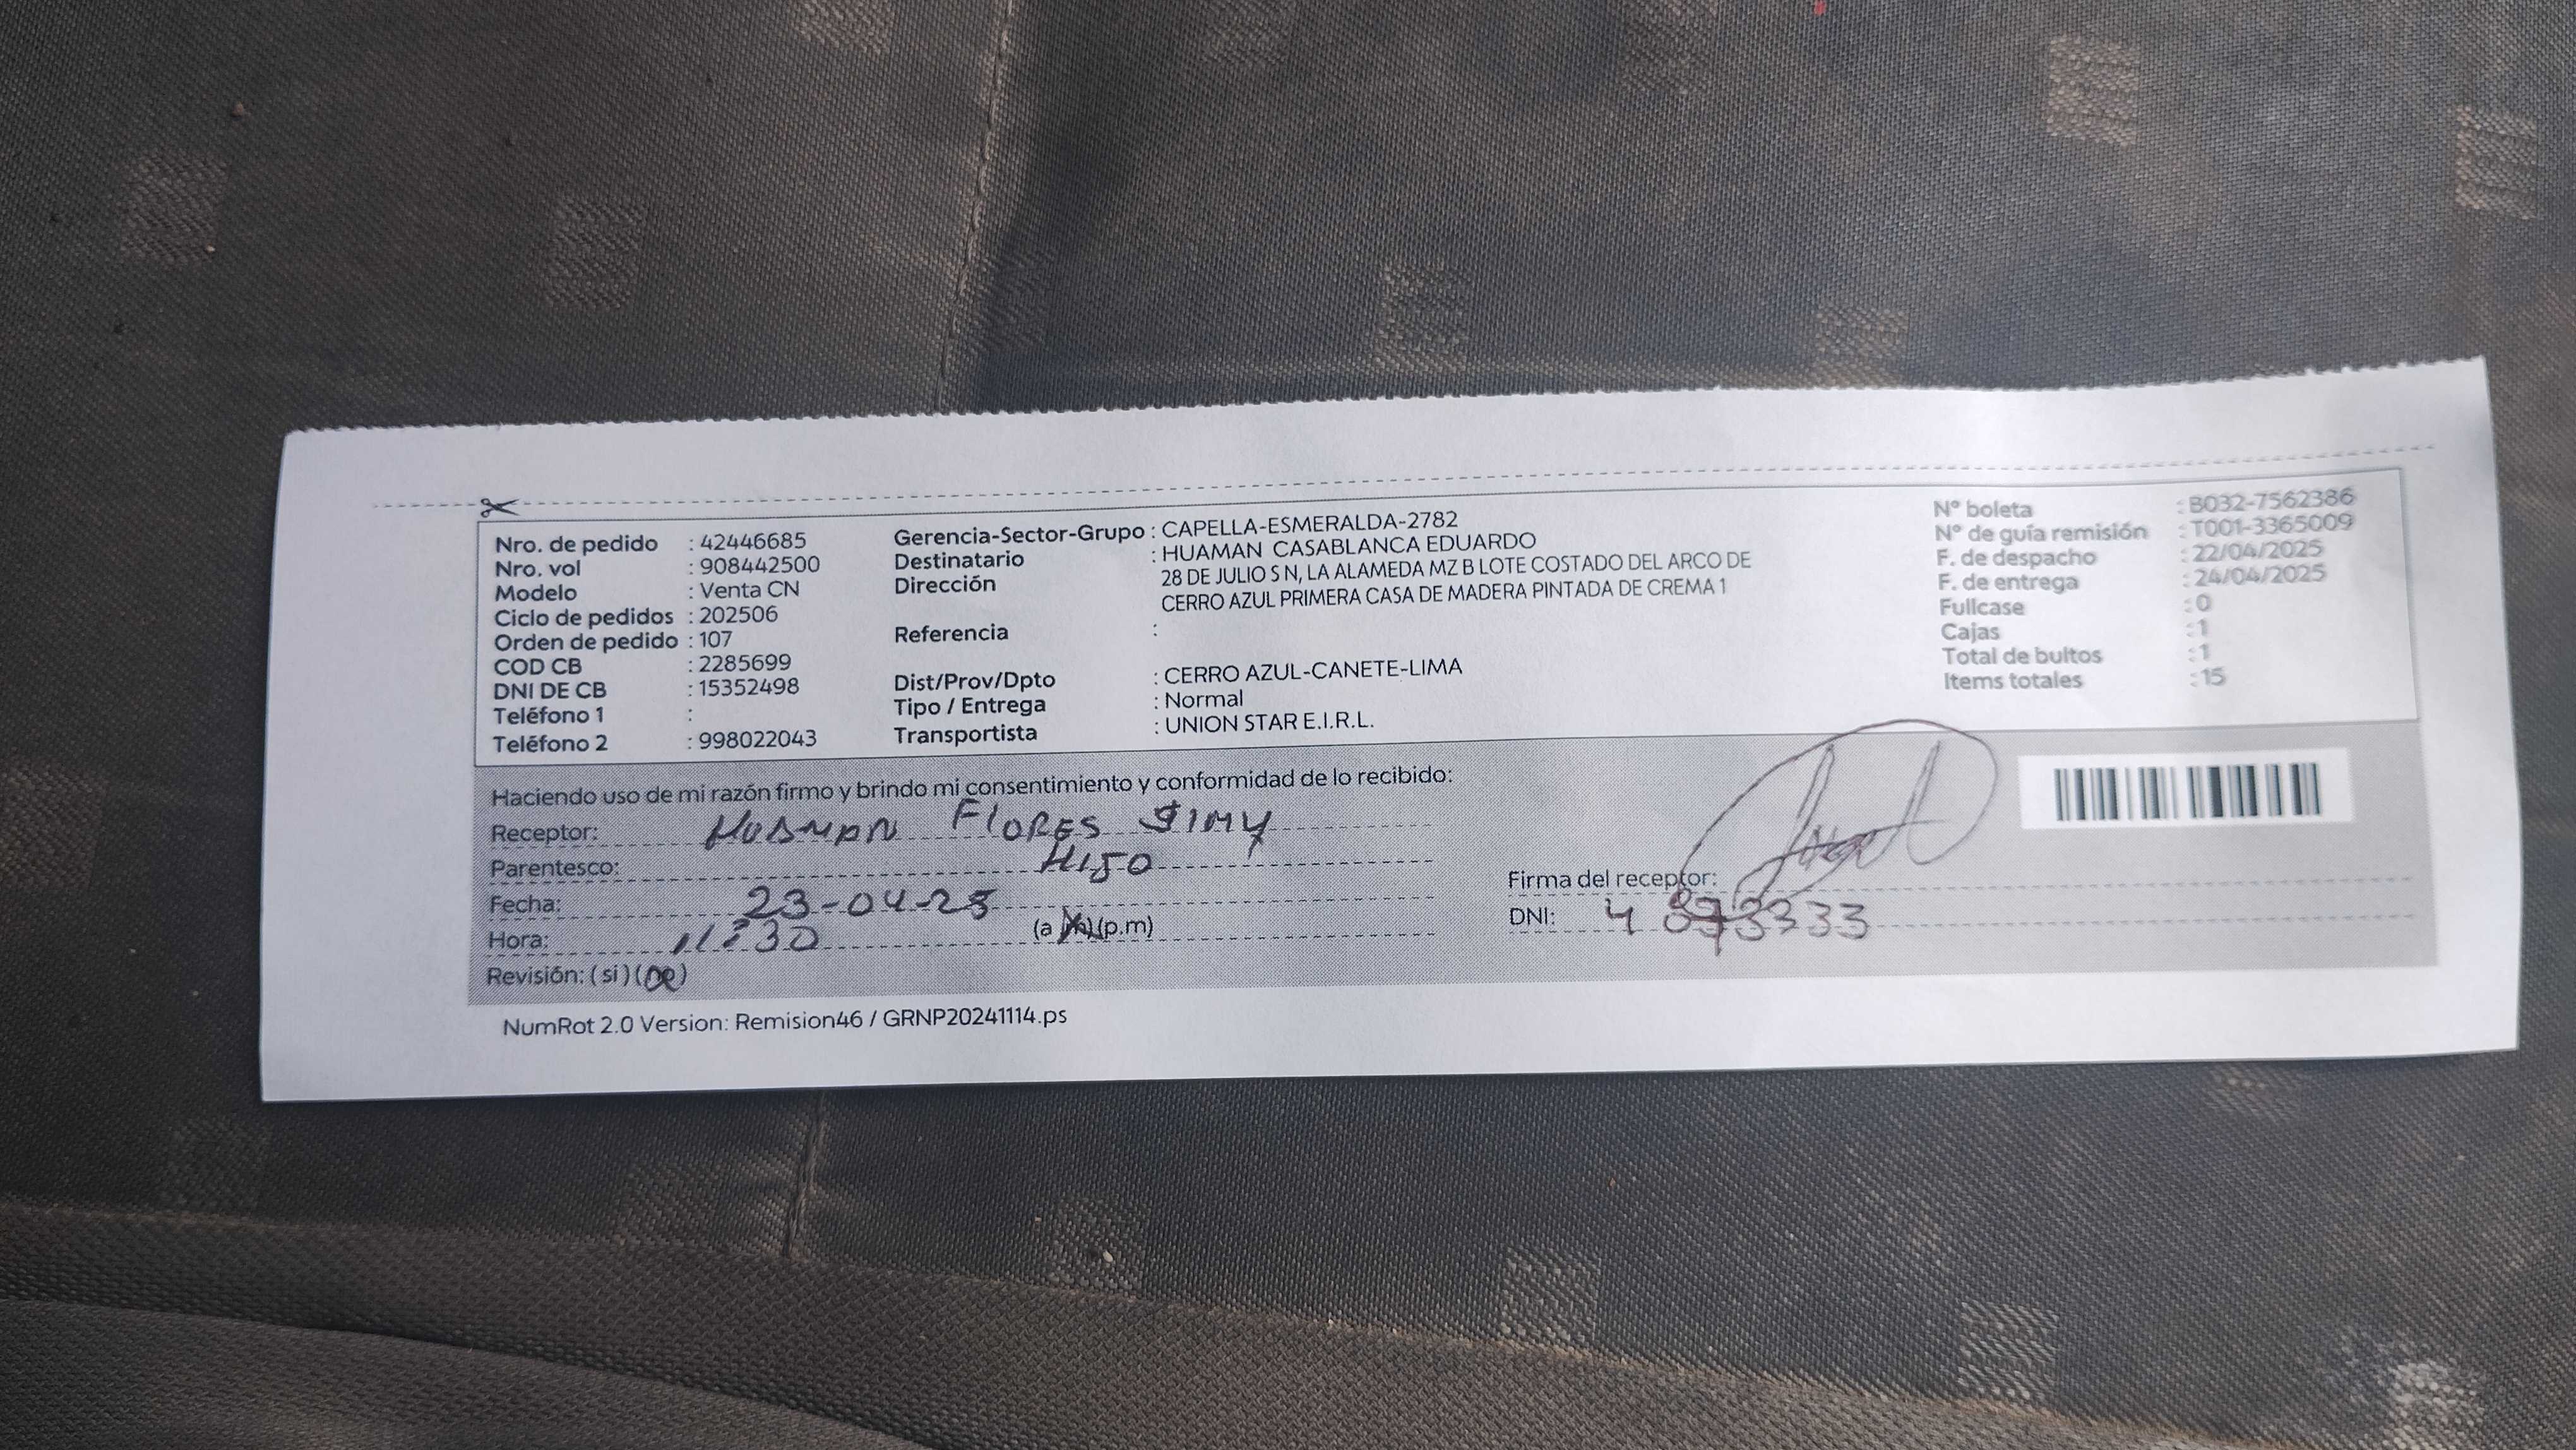 Nro. de pedido : 42446685
Nro. vol : 908442500
Modelo : Venta CN
Ciclo de pedidos : 202506
Orden de pedido : 107
COD CB : 2285699
DNI DE CB : 15352498
Teléfono 1 :
Teléfono 2 : 998022043
Gerencia-Sector-Grupo : CAPELLA-ESMERALDA-2782
Destinatario : HUAMAN CASABLANCA EDUARDO
Dirección 28 DE JULIO S N, LA ALAMEDA MZ B LOTE COSTADO DEL ARCO DE
CERRO AZUL PRIMERA CASA DE MADERA PINTADA DE CREMA 1
Referencia :
Dist/Prov/Dpto : CERRO AZUL-CANETE-LIMA
Tipo / Entrega : Normal
Transportista : UNION STAR E.I.R.L.
N° boleta : B032-7562386
N° de guía remisión : T001-3365009
F. de despacho : 22/04/2025
F. de entrega : 24/04/2025
Fullcase : 0
Cajas : 1
Total de bultos : 1
Items totales : 15
Haciendo uso de mi razón firmo y brindo mi consentimiento y conformidad de lo recibido:
Receptor: HUAMAN FLORES JIMY
Parentesco: HIJO
Fecha: 23-04-25
Hora: 11:30 (a.m) (p.m)
Revisión: (si) (no)
Firma del receptor:
DNI:
NumRot 2.0 Version: Remision46 / GRNP20241114.ps